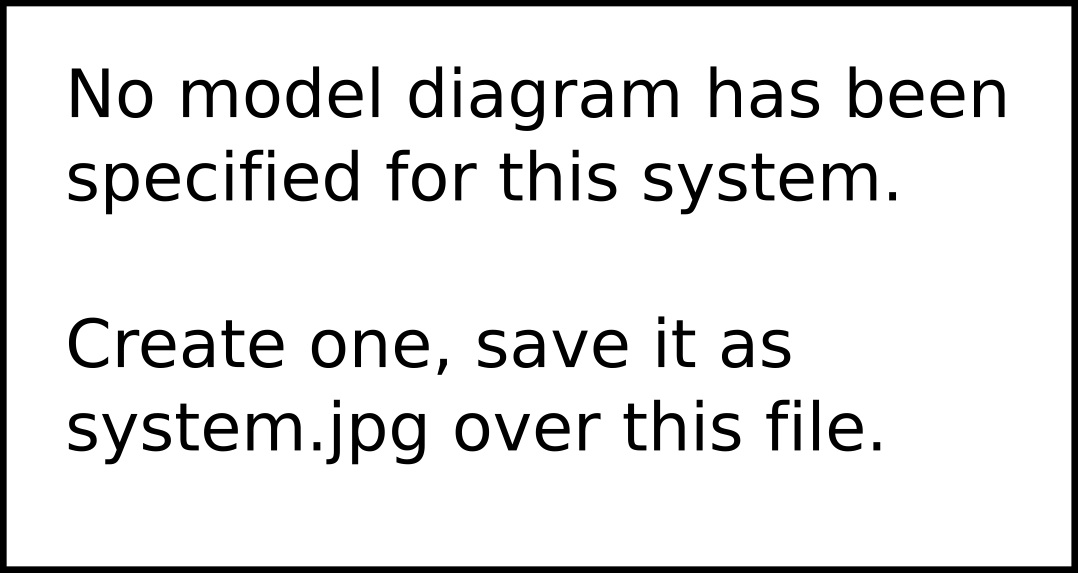 No model diagram has been
specified for this system.
Create one, save it as
system.jpg over this file.